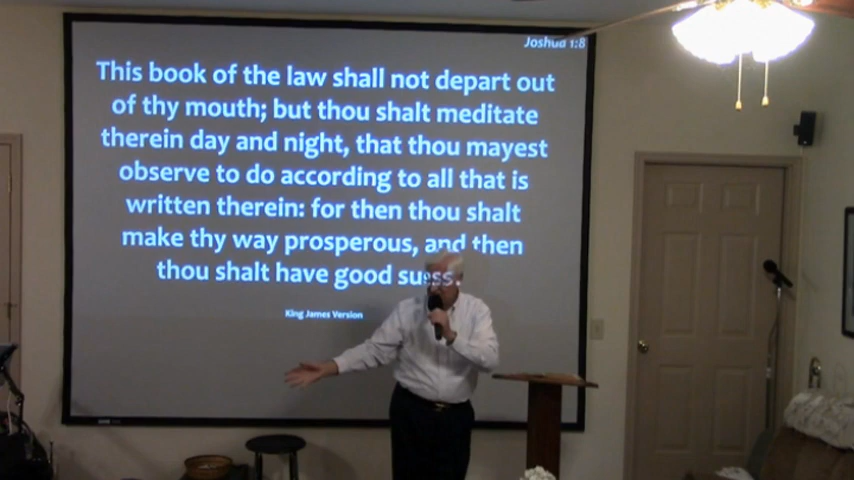 Joshua 1:8
This book of the law shall not depart out
of thy mouth; but thou shalt meditate
therein day and night, that thou mayest
observe to do according to all that is
written therein: for then thou shalt
make thy way prosperous, and then
thou shalt have good
King James Version